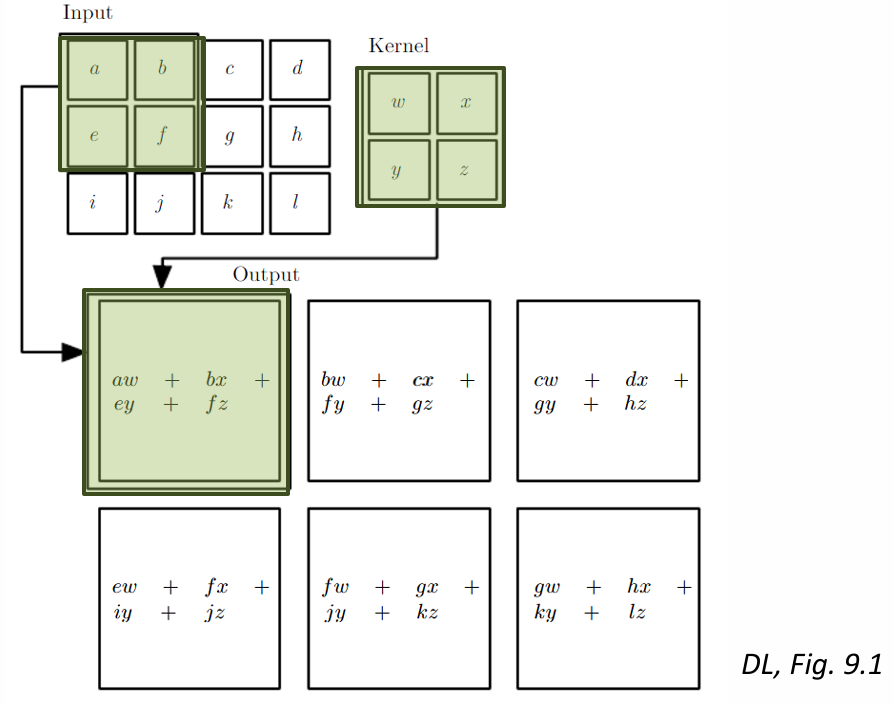 Input
Kernel
a b c d
w x
e f g h
y z
i j k l
Output
aw + bx +
ey + fz
bw + cx +
fy + gz
cw + dx +
gy + hz
ew + fx +
iy + jz
fw + gx +
jy + kz
gw + hx +
ky + lz
DL, Fig. 9.1